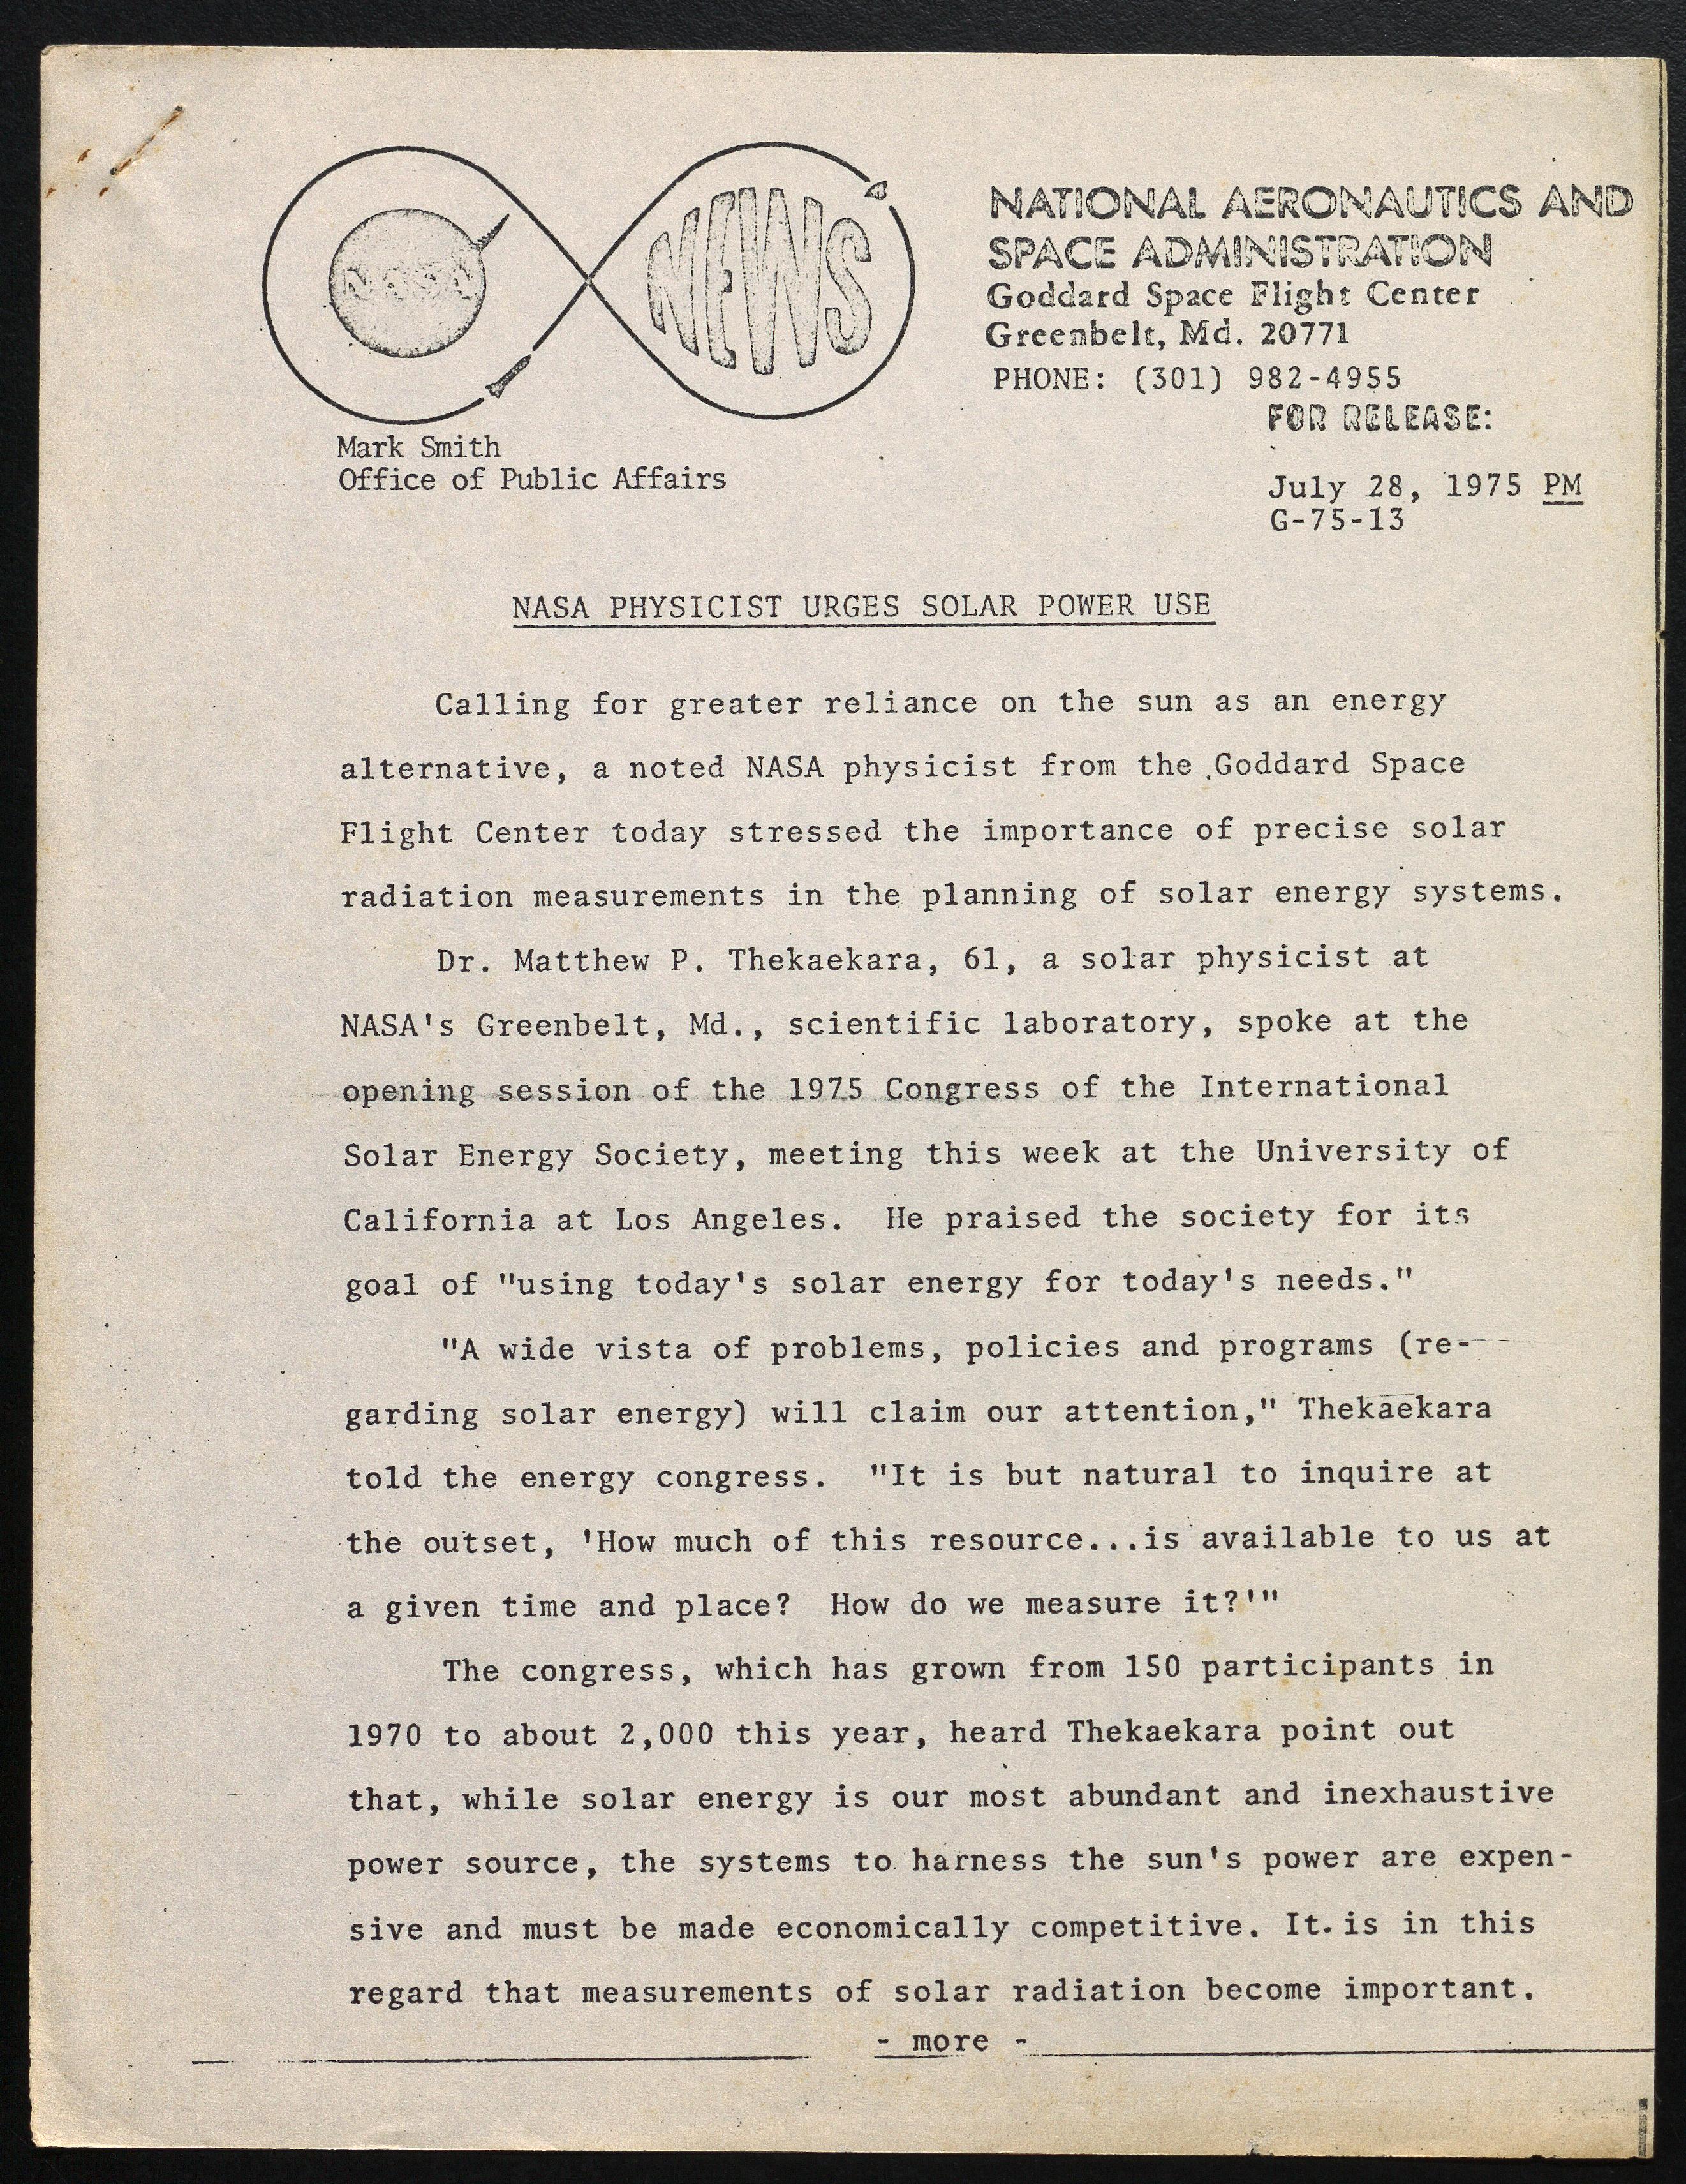 NASA
NEWS
NATIONAL AERONAUTICS AND
SPACE ADMINISTRATION
Goddard Space Flight Center
Greenbelt, Md. 20771
PHONE: (301) 982-4955
FOR RELEASE:
Mark Smith
Office of Public Affairs
July 28, 1975 PM
G-75-13
NASA PHYSICIST URGES SOLAR POWER USE
Calling for greater reliance on the sun as an energy
alternative, a noted NASA physicist from the Goddard Space
Flight Center today stressed the importance of precise solar
radiation measurements in the planning of solar energy systems.
Dr. Matthew P. Thekaekara, 61, a solar physicist at
NASA's Greenbelt, Md., scientific laboratory, spoke at the
opening session of the 1975 Congress of the International
Solar Energy Society, meeting this week at the University of
California at Los Angeles.  He praised the society for its
goal of "using today's solar energy for today's needs."
"A wide vista of problems, policies and programs (re-
garding solar energy) will claim our attention," Thekaekara
told the energy congress.  "It is but natural to inquire at
the outset, 'How much of this resource...is available to us at
a given time and place?  How do we measure it?'"
The congress, which has grown from 150 participants in
1970 to about 2,000 this year, heard Thekaekara point out
that, while solar energy is our most abundant and inexhaustive
power source, the systems to harness the sun's power are expen-
sive and must be made economically competitive. It is in this
regard that measurements of solar radiation become important.
- more -